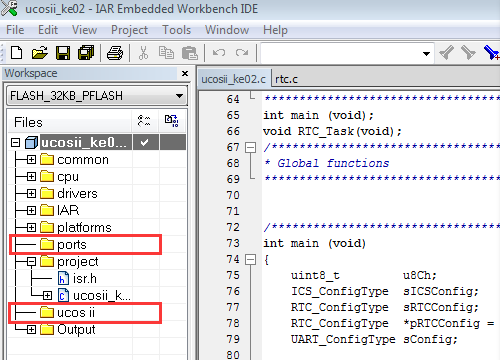 ucosii_ke02 - IAR Embedded Workbench IDE
File Edit View Project Tools Window Help
Workspace
FLASH_32KB_PFLASH
Files
ucosii_ke0...
common
cpu
drivers
IAR
platforms
ports
project
isr.h
ucosii_k...
ucos ii
Output
ucosii_ke02.c rtc.c
64 ****************************************
65 int main (void);
66 void RTC_Task(void);
67 /***************************************
68 * Global functions
69 ****************************************
70
71
72 /***************************************
73 int main (void)
74 {
75 uint8_t u8Ch;
76 ICS_ConfigType sICSConfig;
77 RTC_ConfigType sRTCConfig;
78 RTC_ConfigType *pRTCConfig =
79 UART_ConfigType sConfig;
80